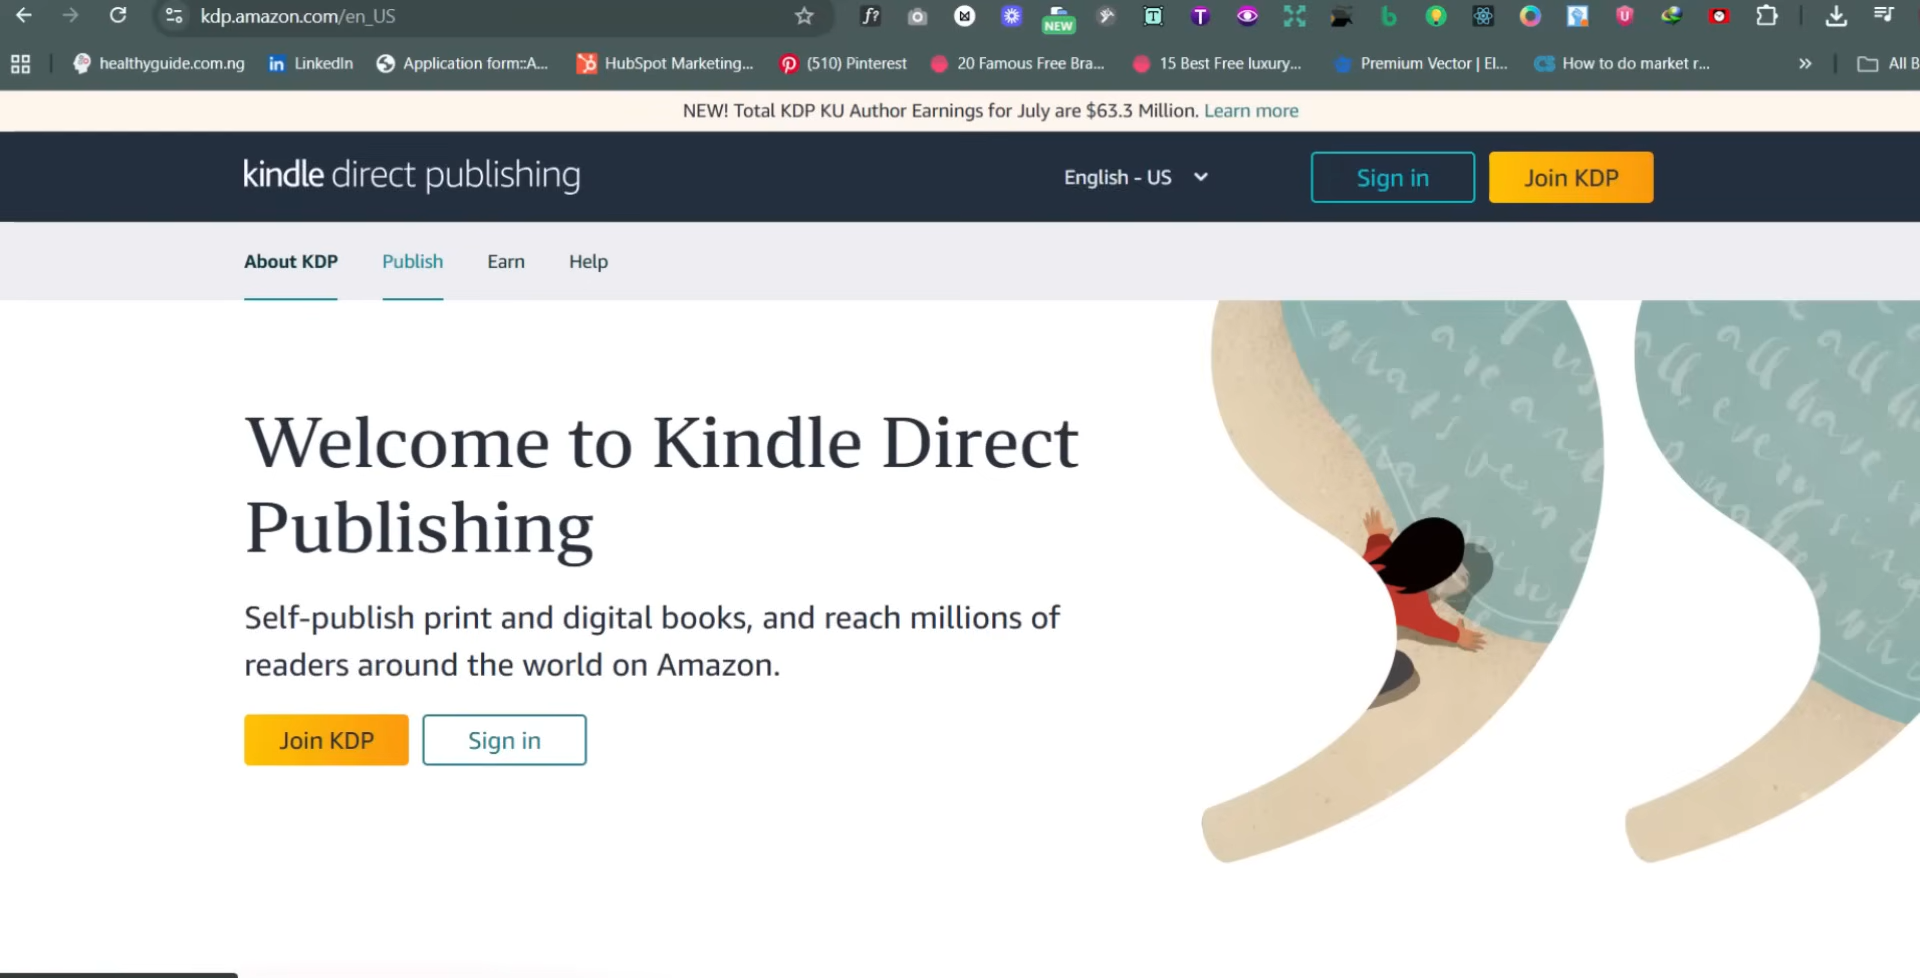 kdp.amazon.com/en_US
NEW
healthyguide.com.ng
LinkedIn
Application form::A...
HubSpot Marketing...
(510) Pinterest
20 Famous Free Bra...
15 Best Free luxury...
Premium Vector | El...
How to do market r...
All B
NEW! Total KDP KU Author Earnings for July are $63.3 Million. Learn more
kindle direct publishing
English - US
Sign in
Join KDP
About KDP
Publish
Earn
Help
Welcome to Kindle Direct
Publishing
Self-publish print and digital books, and reach millions of
readers around the world on Amazon.
Join KDP
Sign in